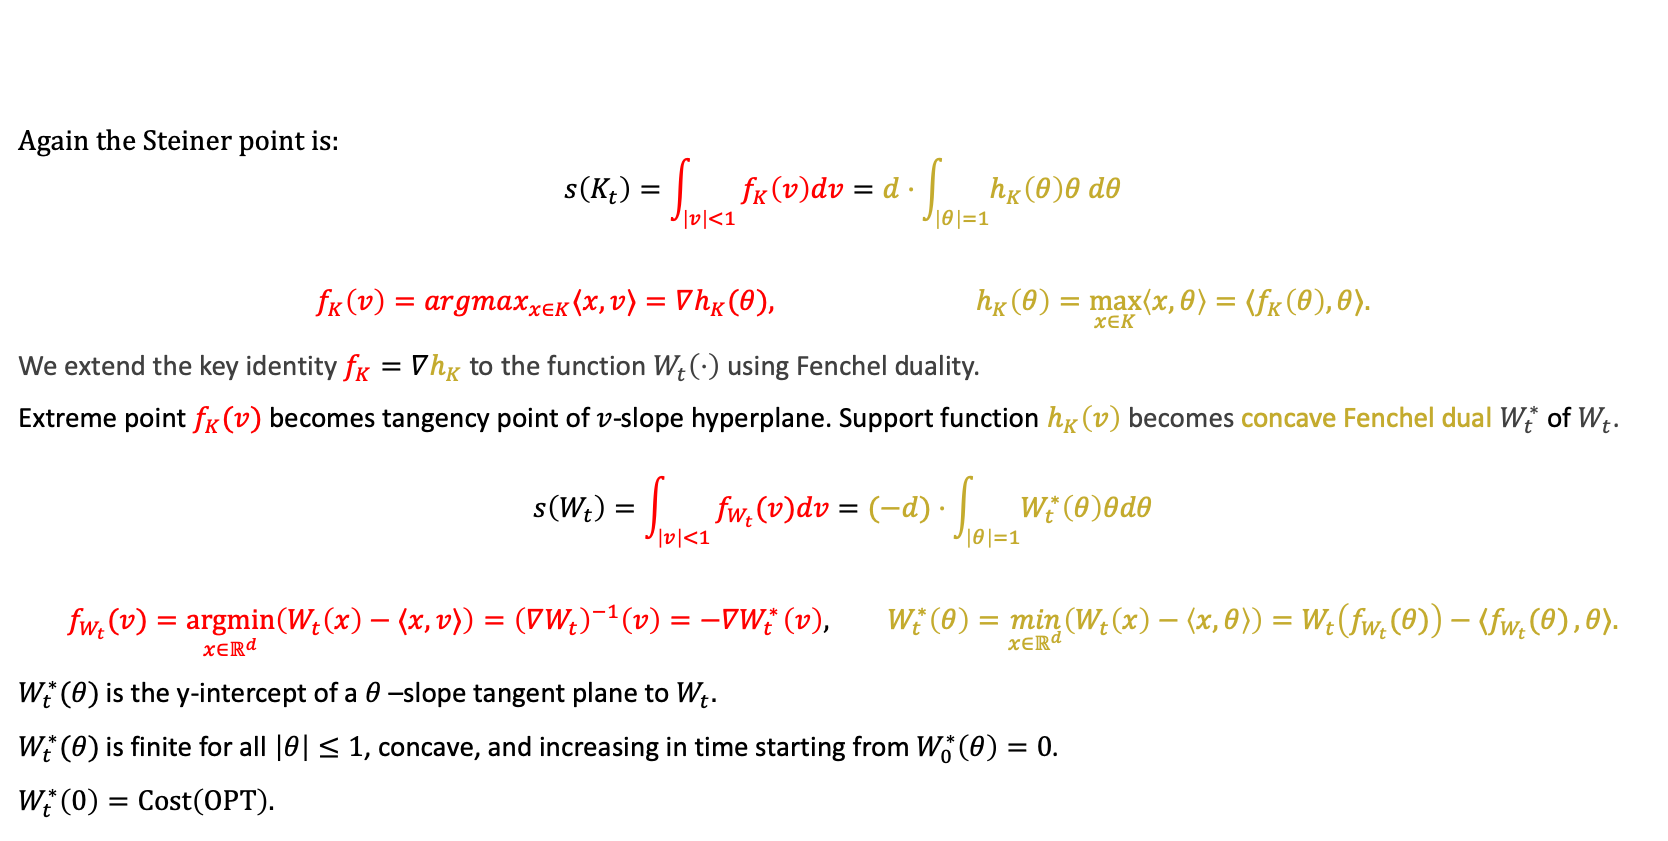 Again the Steiner point is:
s(K_t) = ∫_{|v|<1} f_K(v)dv = d · ∫_{|θ|=1} h_K(θ)θ dθ
f_K(v) = argmax_{x∈K}⟨x, v⟩ = ∇h_K(θ), h_K(θ) = max_{x∈K}⟨x, θ⟩ = ⟨f_K(θ), θ⟩.
We extend the key identity f_K = ∇h_K to the function W_t(·) using Fenchel duality.
Extreme point f_K(v) becomes tangency point of v-slope hyperplane. Support function h_K(v) becomes concave Fenchel dual W_t^* of W_t.
s(W_t) = ∫_{|v|<1} f_{W_t}(v)dv = (−d) · ∫_{|θ|=1} W_t^*(θ)θdθ
f_{W_t}(v) = argmin_{x∈ℝ^d}(W_t(x) − ⟨x, v⟩) = (∇W_t)^{−1}(v) = −∇W_t^*(v), W_t^*(θ) = min_{x∈ℝ^d}(W_t(x) − ⟨x, θ⟩) = W_t(f_{W_t}(θ)) − ⟨f_{W_t}(θ), θ⟩.
W_t^*(θ) is the y-intercept of a θ –slope tangent plane to W_t.
W_t^*(θ) is finite for all |θ| ≤ 1, concave, and increasing in time starting from W_0^*(θ) = 0.
W_t^*(0) = Cost(OPT).